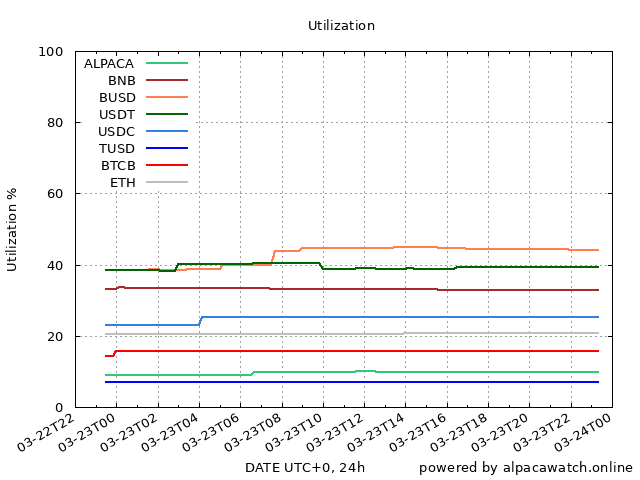 Utilization
Utilization %
100
80
60
40
20
0
ALPACA
BNB
BUSD
USDT
USDC
TUSD
BTCB
ETH
03-22T22
03-23T00
03-23T02
03-23T04
03-23T06
03-23T08
03-23T10
03-23T12
03-23T14
03-23T16
03-23T18
03-23T20
03-23T22
03-24T00
DATE UTC+0, 24h
powered by alpacawatch.online